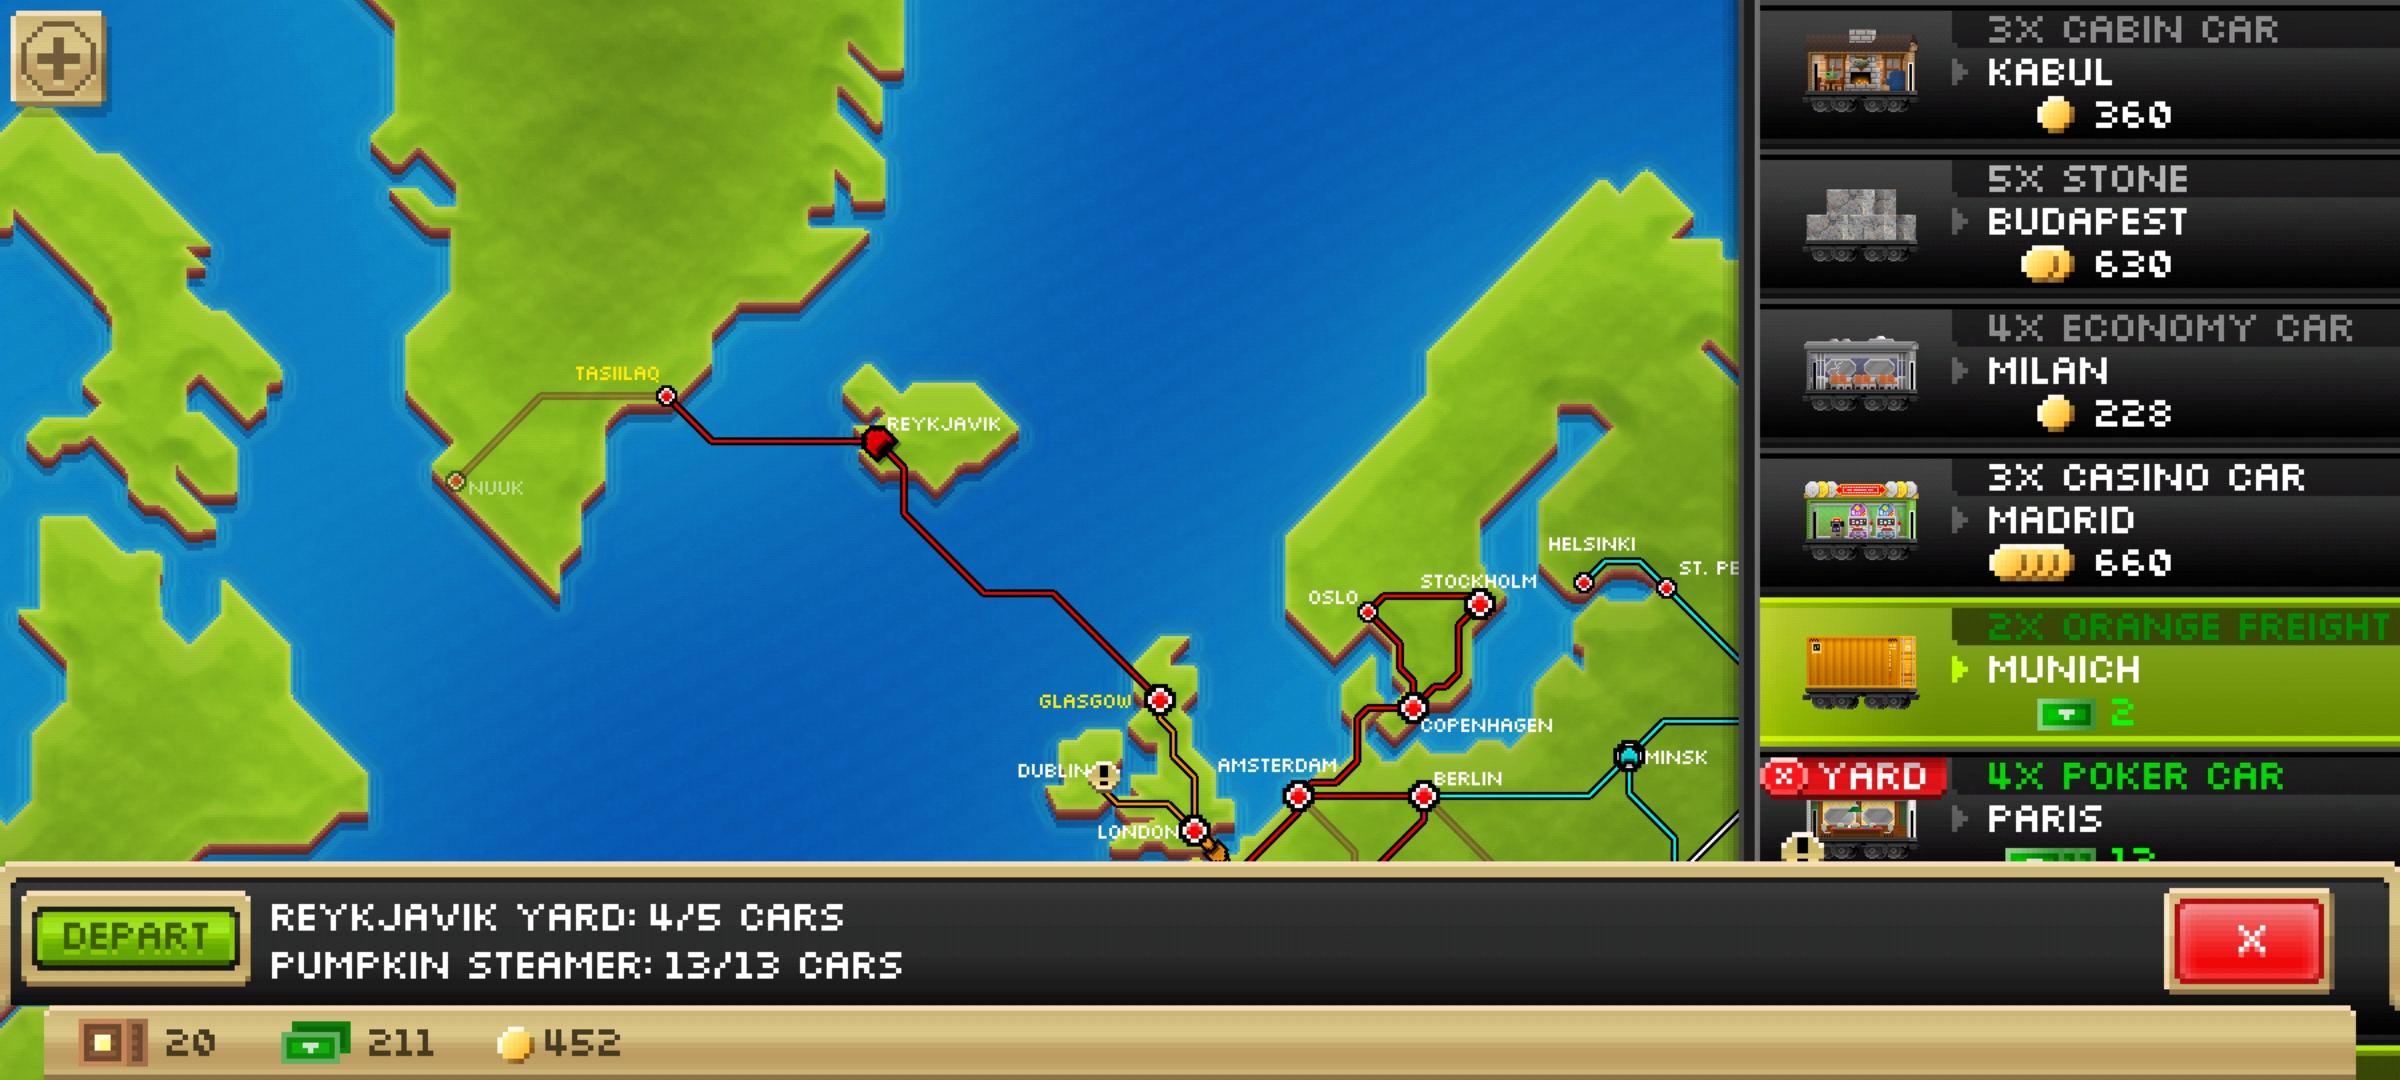 3X CABIN CAR
KABUL
360
5X STONE
BUDAPEST
630
4X ECONOMY CAR
MILAN
228
3X CASINO CAR
MADRID
660
2X ORANGE FREIGHT
MUNICH
2
X YARD
4X POKER CAR
PARIS
TASIILAQ
REYKJAVIK
NUUK
HELSINKI
ST. PE
STOCKHOLM
OSLO
GLASGOW
COPENHAGEN
DUBLIN
AMSTERDAM
MINSK
BERLIN
LONDON
DEPART
REYKJAVIK YARD: 4/5 CARS
PUMPKIN STEAMER: 13/13 CARS
X
20
211
452